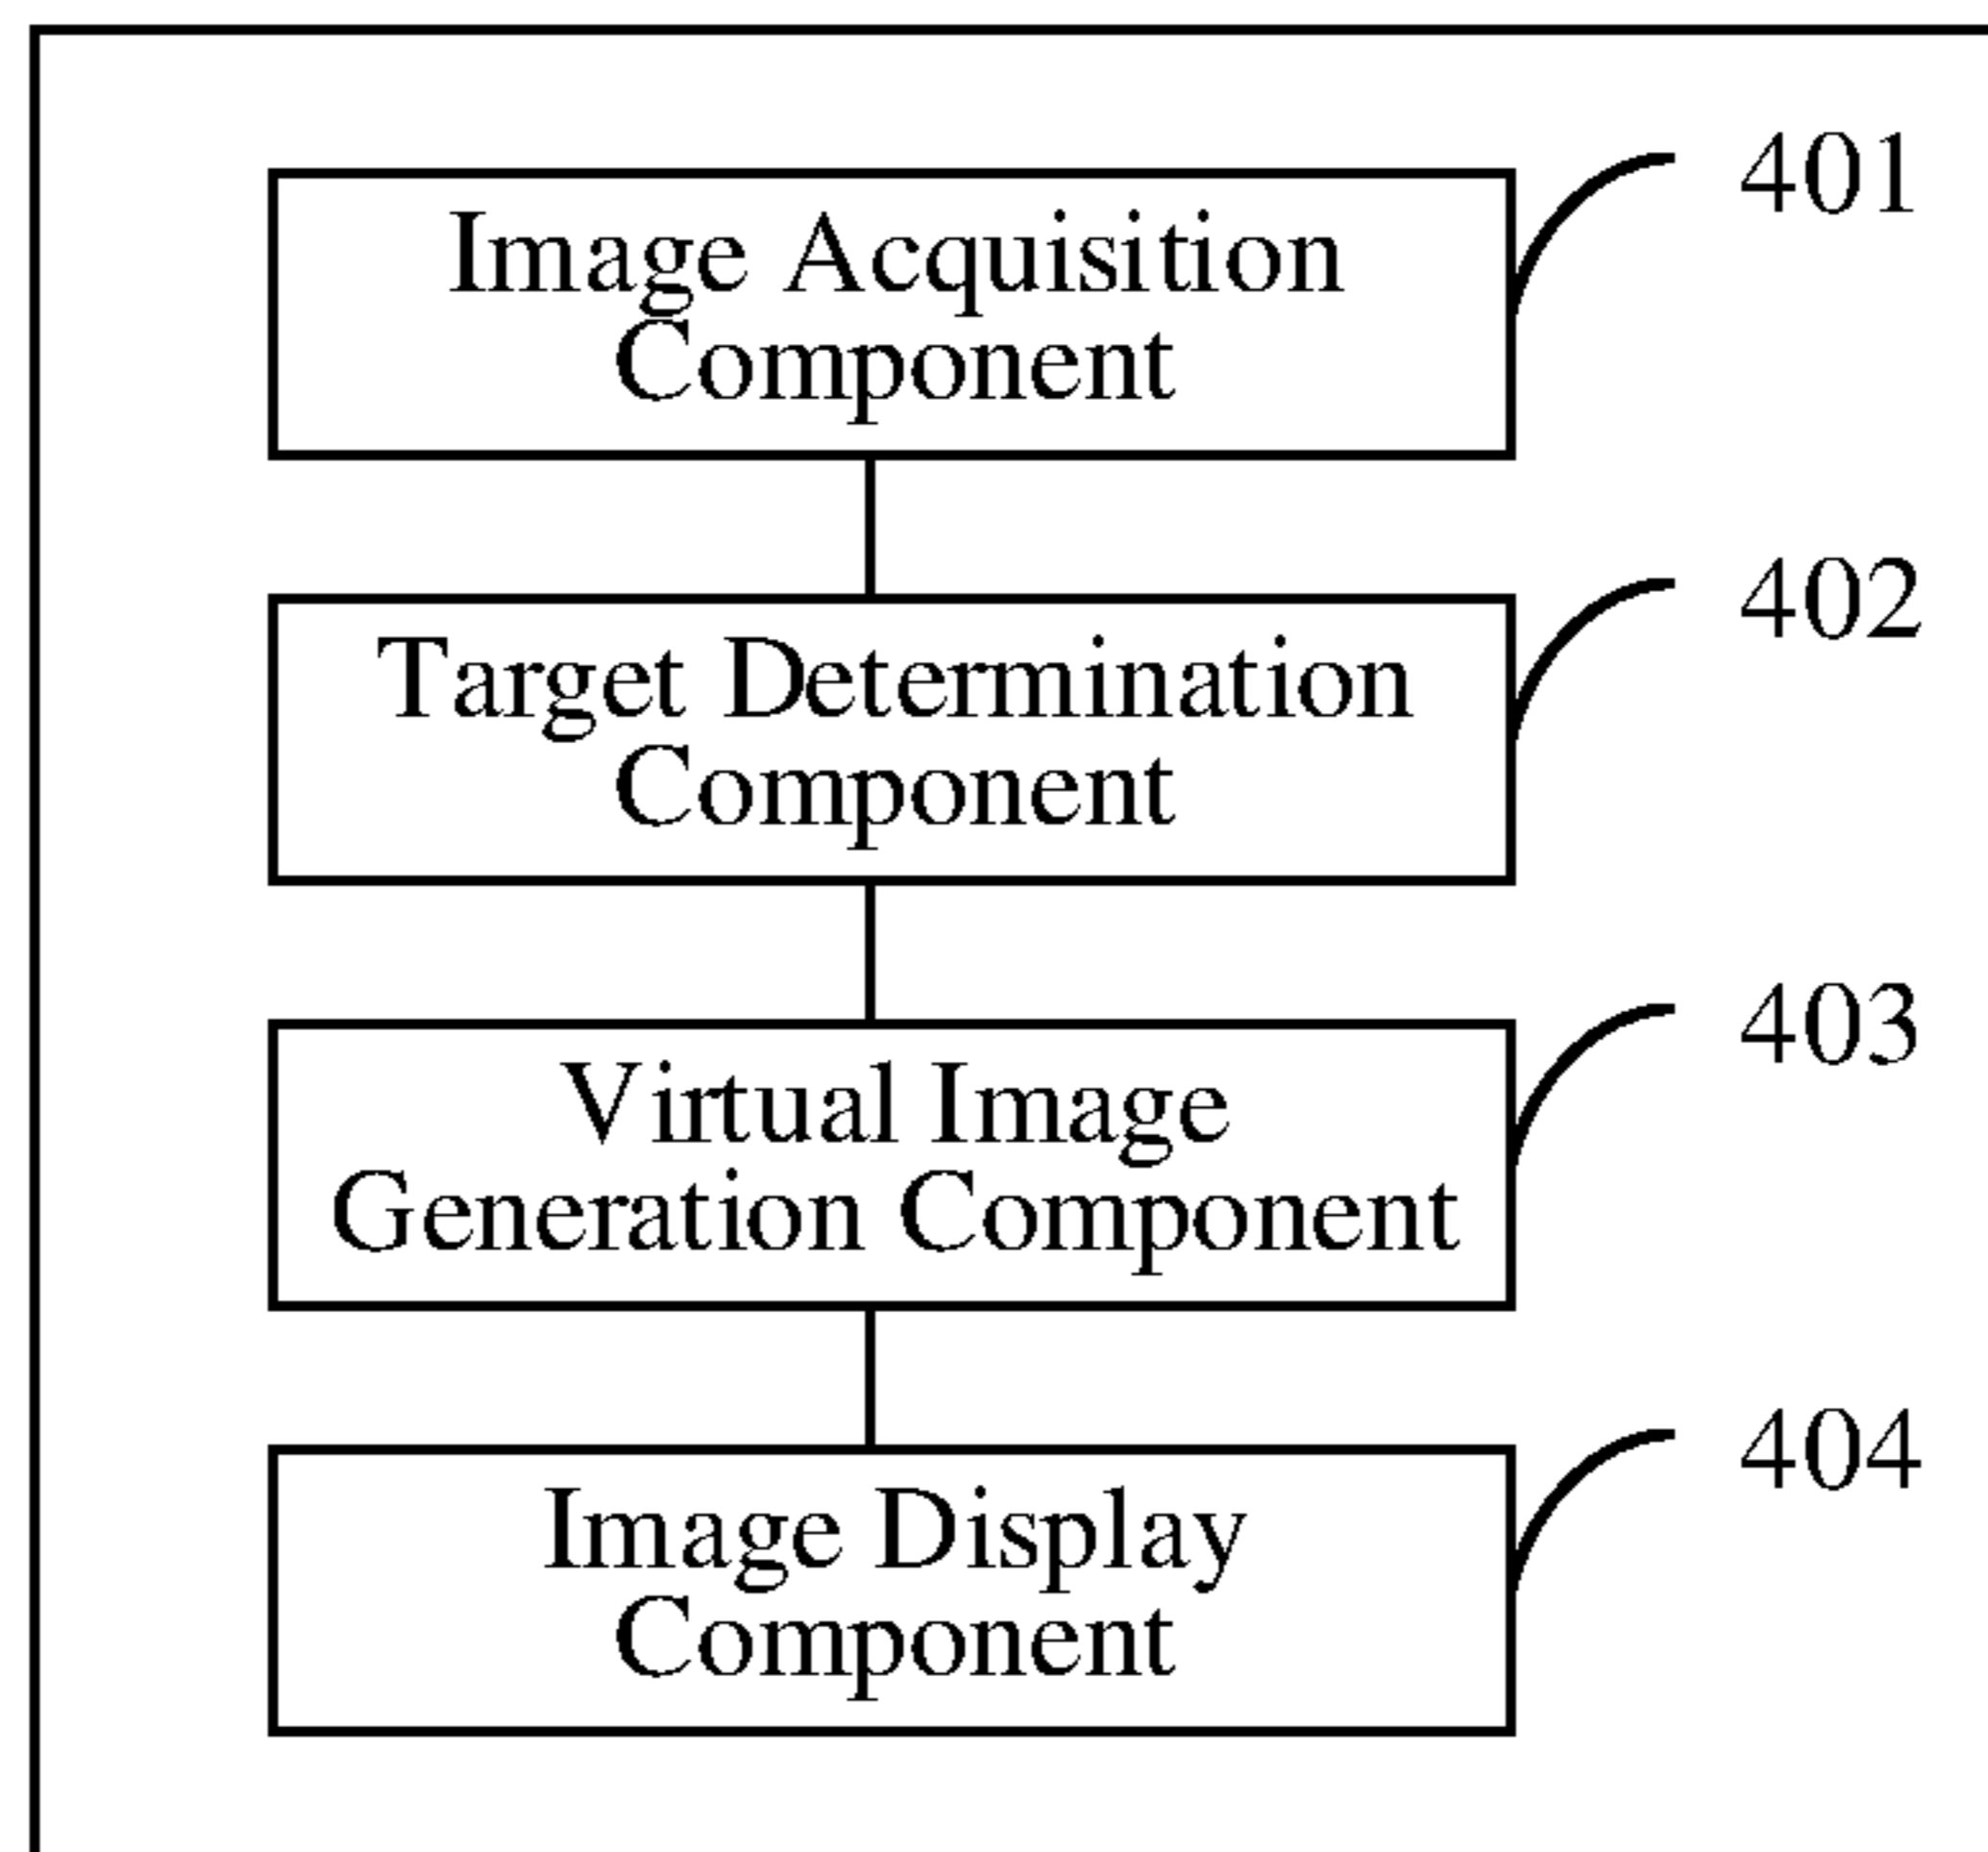 Image Acquisition
Component
401
Target Determination
Component
402
Virtual Image
Generation Component
403
Image Display
Component
404